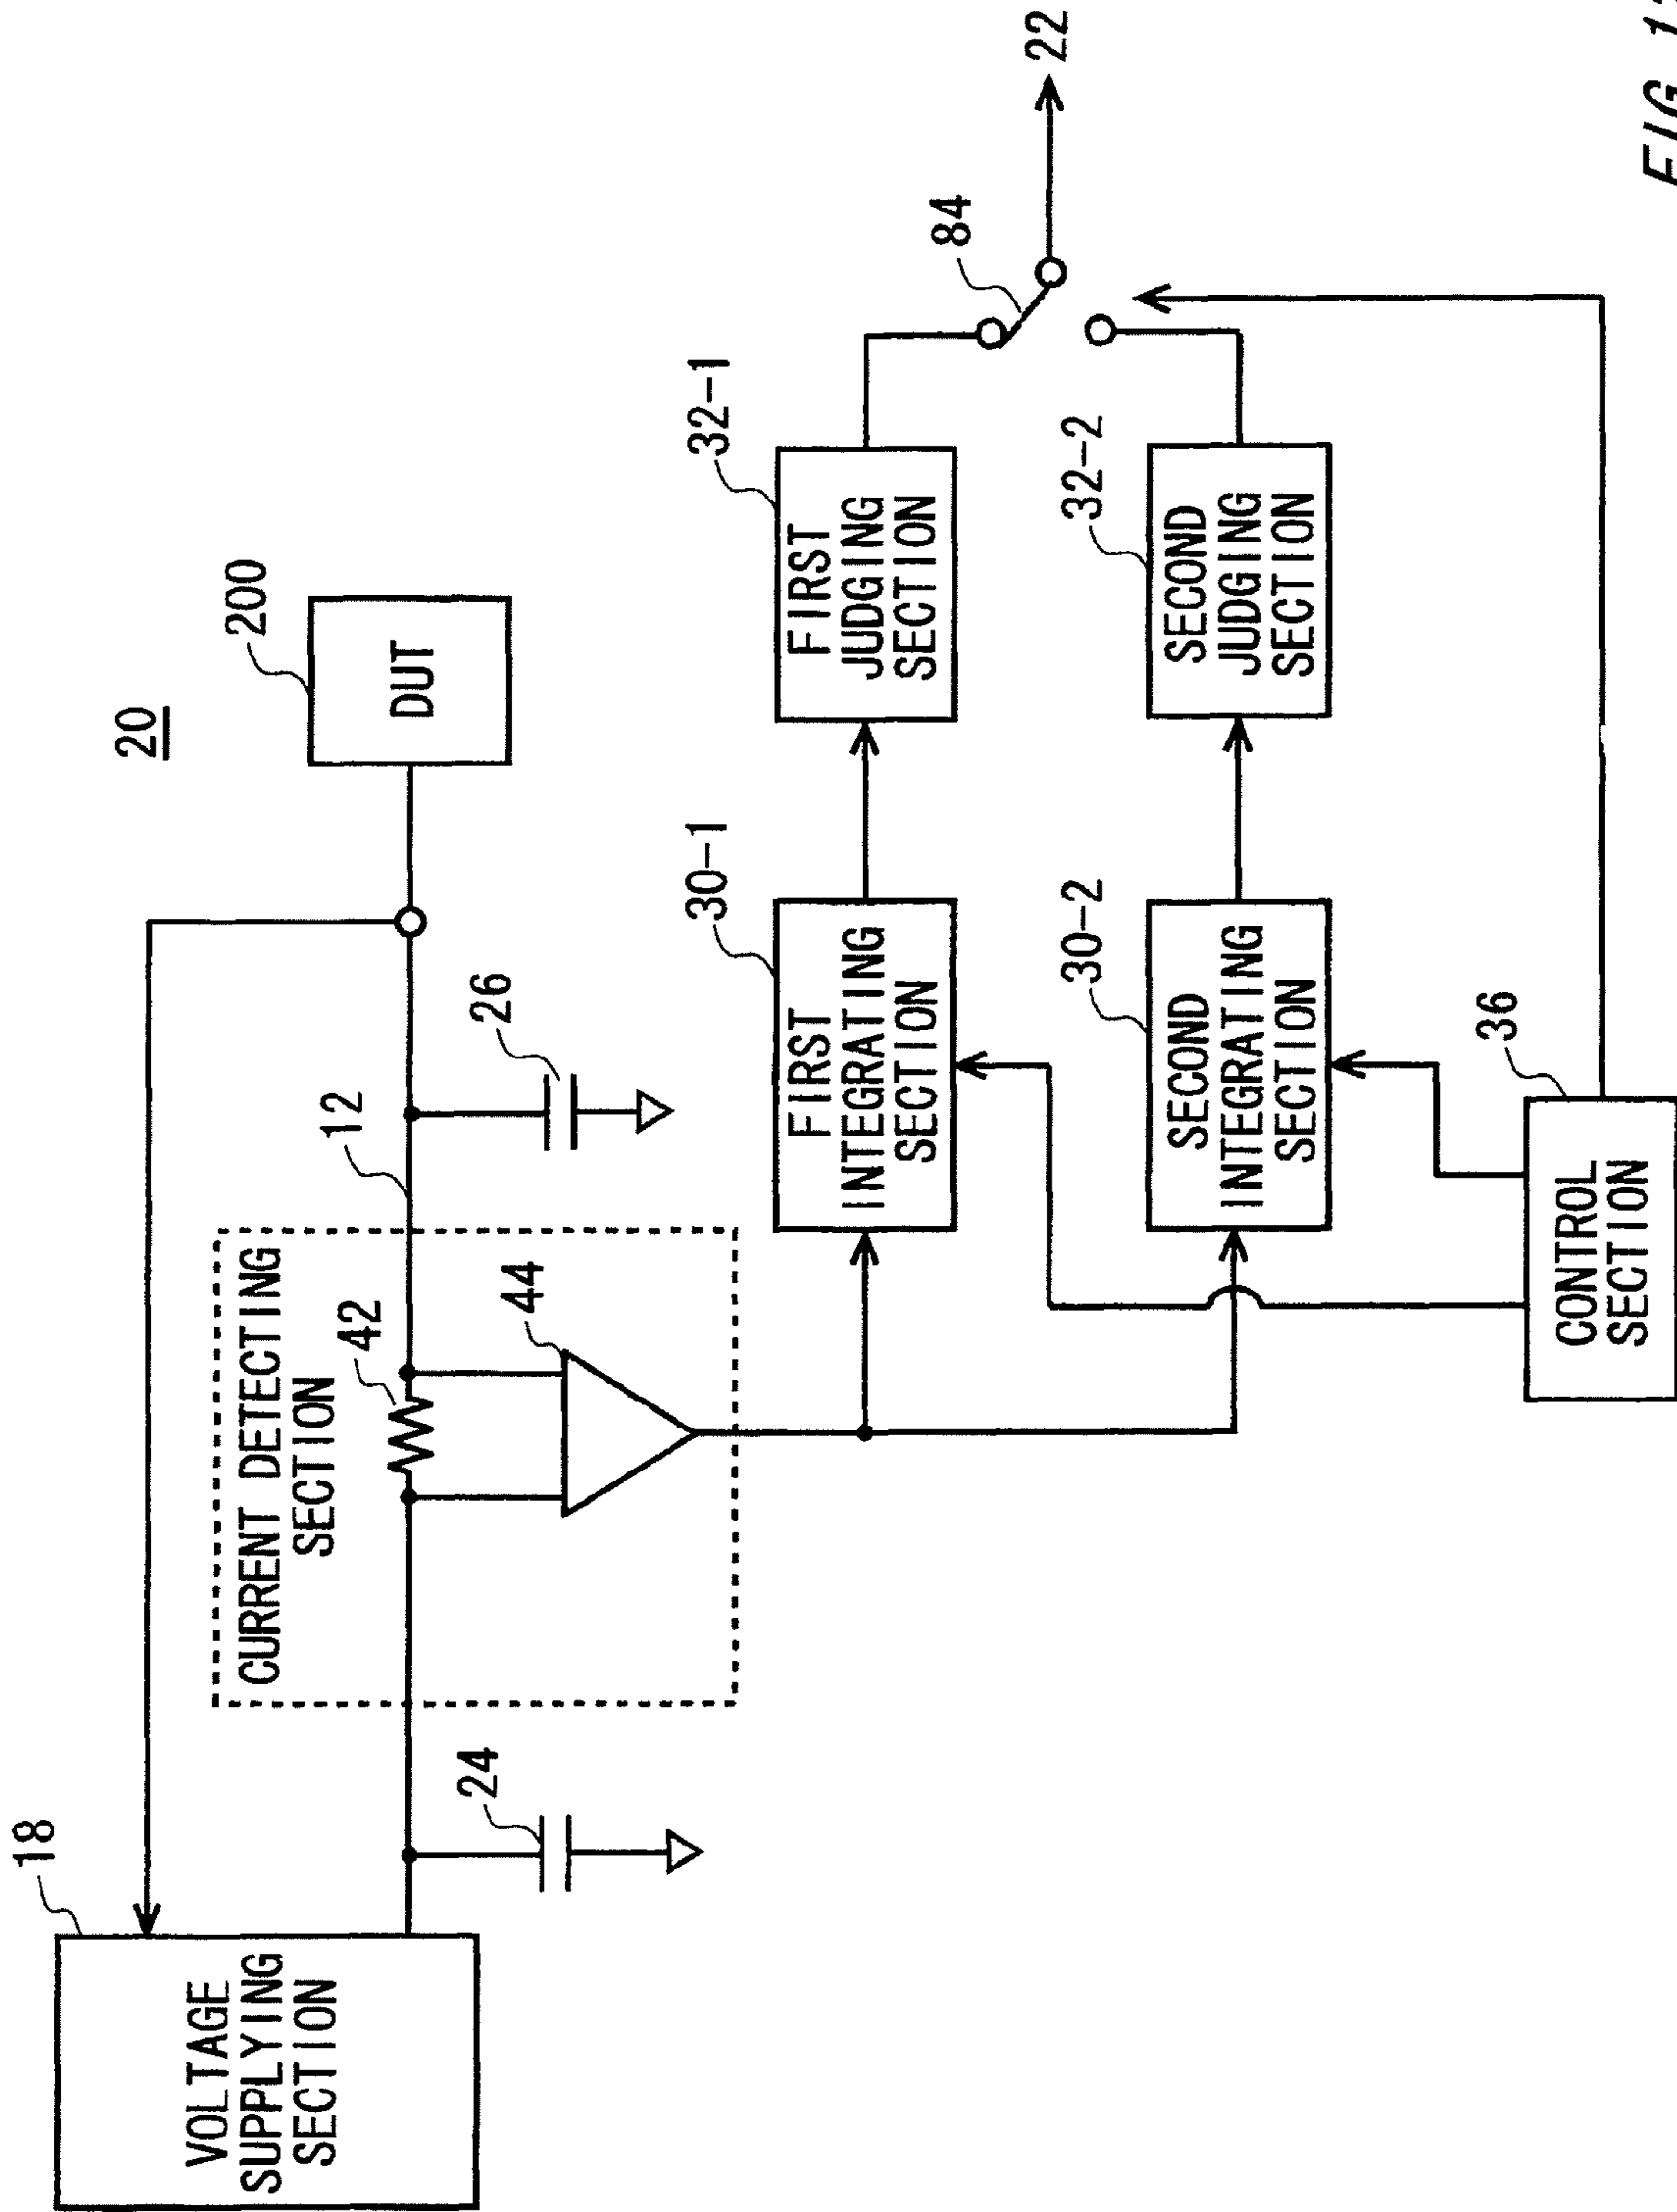 20
18
VOLTAGE
SUPPLYING
SECTION
24
CURRENT DETECTING
SECTION
42
44
12
26
200
DUT
30-1
FIRST
INTEGRATING
SECTION
32-1
FIRST
JUDGING
SECTION
84
22
30-2
SECOND
INTEGRATING
SECTION
32-2
SECOND
JUDGING
SECTION
36
CONTROL
SECTION
FIG.